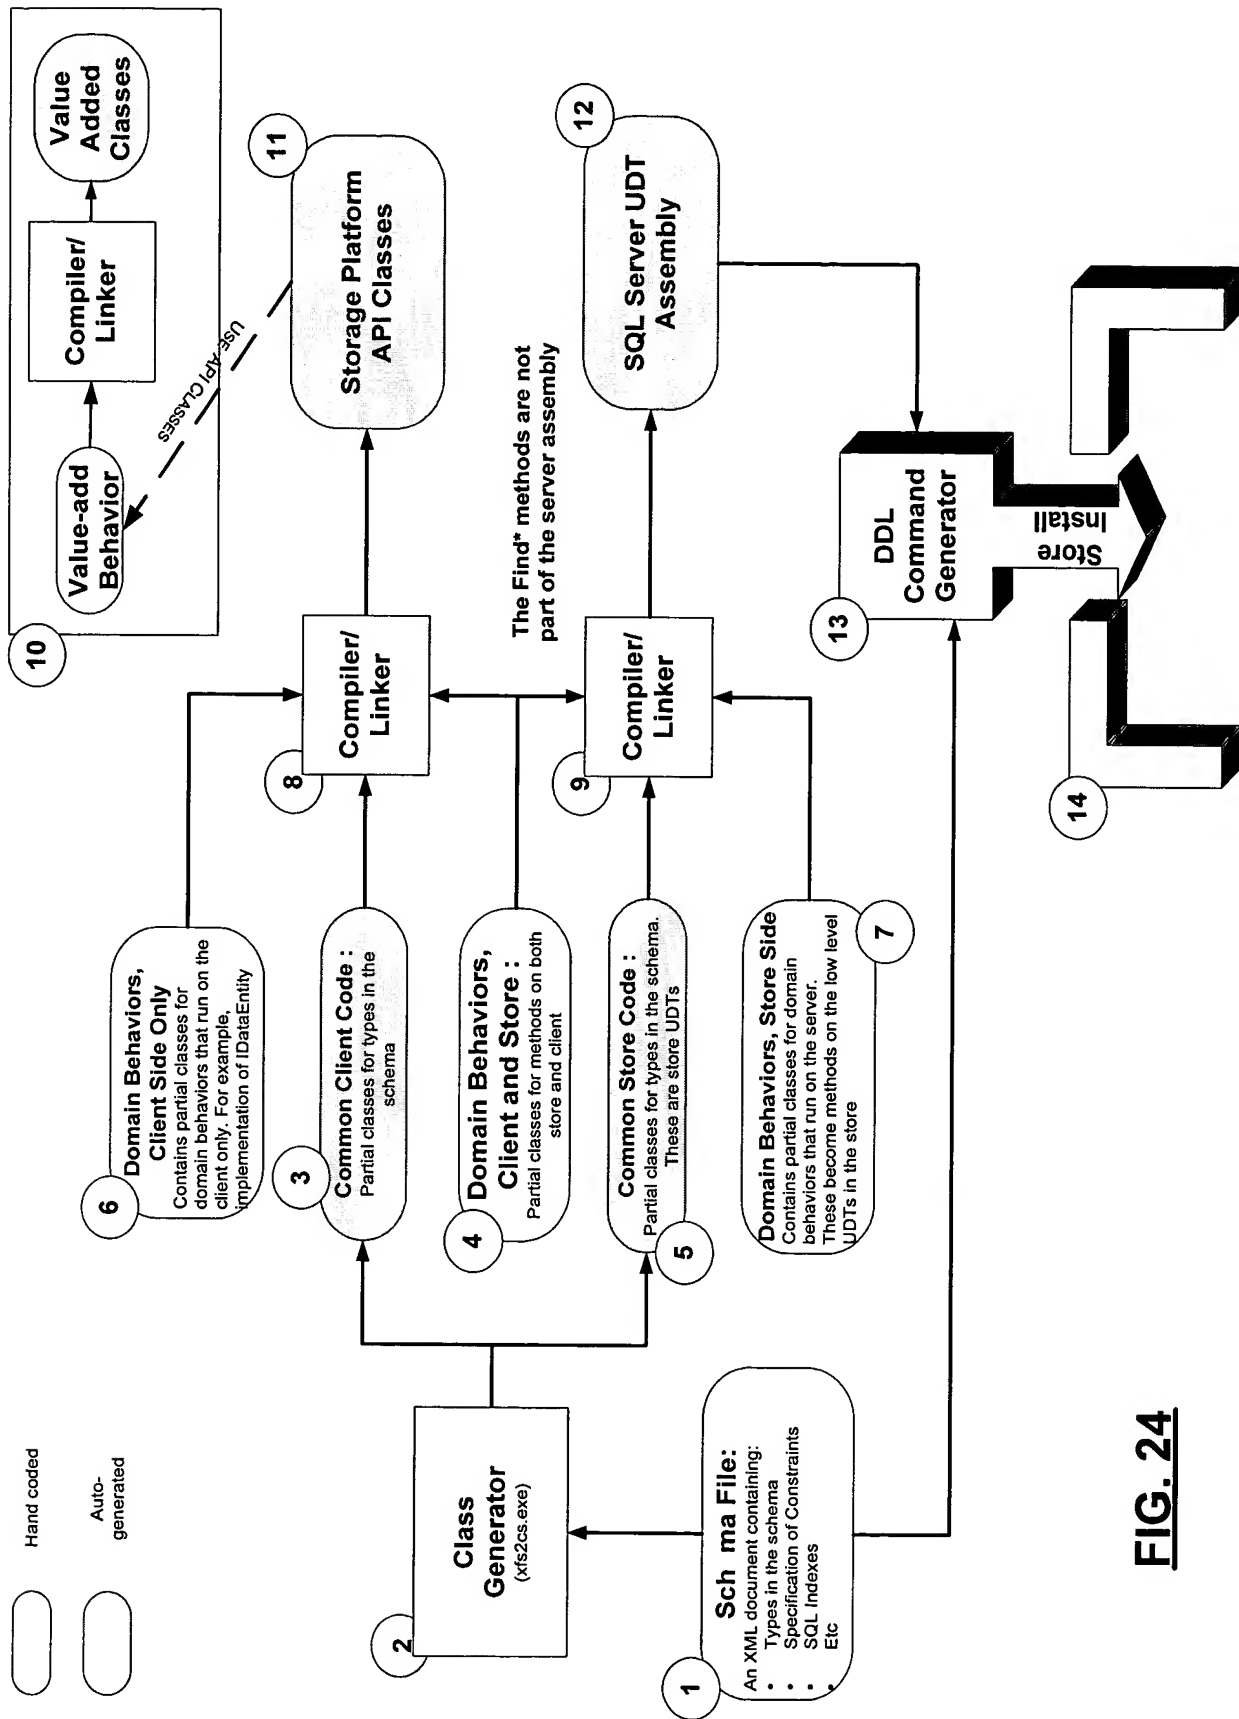 Hand coded
Auto-
generated
10
Value-add
Behavior
Compiler/
Linker
Value
Added
Classes
USE API CLASSES
6
Domain Behaviors,
Client Side Only
Contains partial classes for
domain behaviors that run on the
client only. For example,
implementation of IDataEntity
3
Common Client Code :
Partial classes for types in the
schema
8
Compiler/
Linker
11
Storage Platform
API Classes
2
Class
Generator
(xfs2cs.exe)
4
Domain Behaviors,
Client and Store :
Partial classes for methods on both
store and client
5
Common Store Code :
Partial classes for types in the schema.
These are store UDTs
9
Compiler/
Linker
The Find* methods are not
part of the server assembly
12
SQL Server UDT
Assembly
1
Sch ma File:
An XML document containing:
• Types in the schema
• Specification of Constraints
• SQL Indexes
• Etc
7
Domain Behaviors, Store Side
Contains partial classes for domain
behaviors that run on the server.
These become methods on the low level
UDTs in the store
13
DDL
Command
Generator
Store
Install
14
FIG. 24